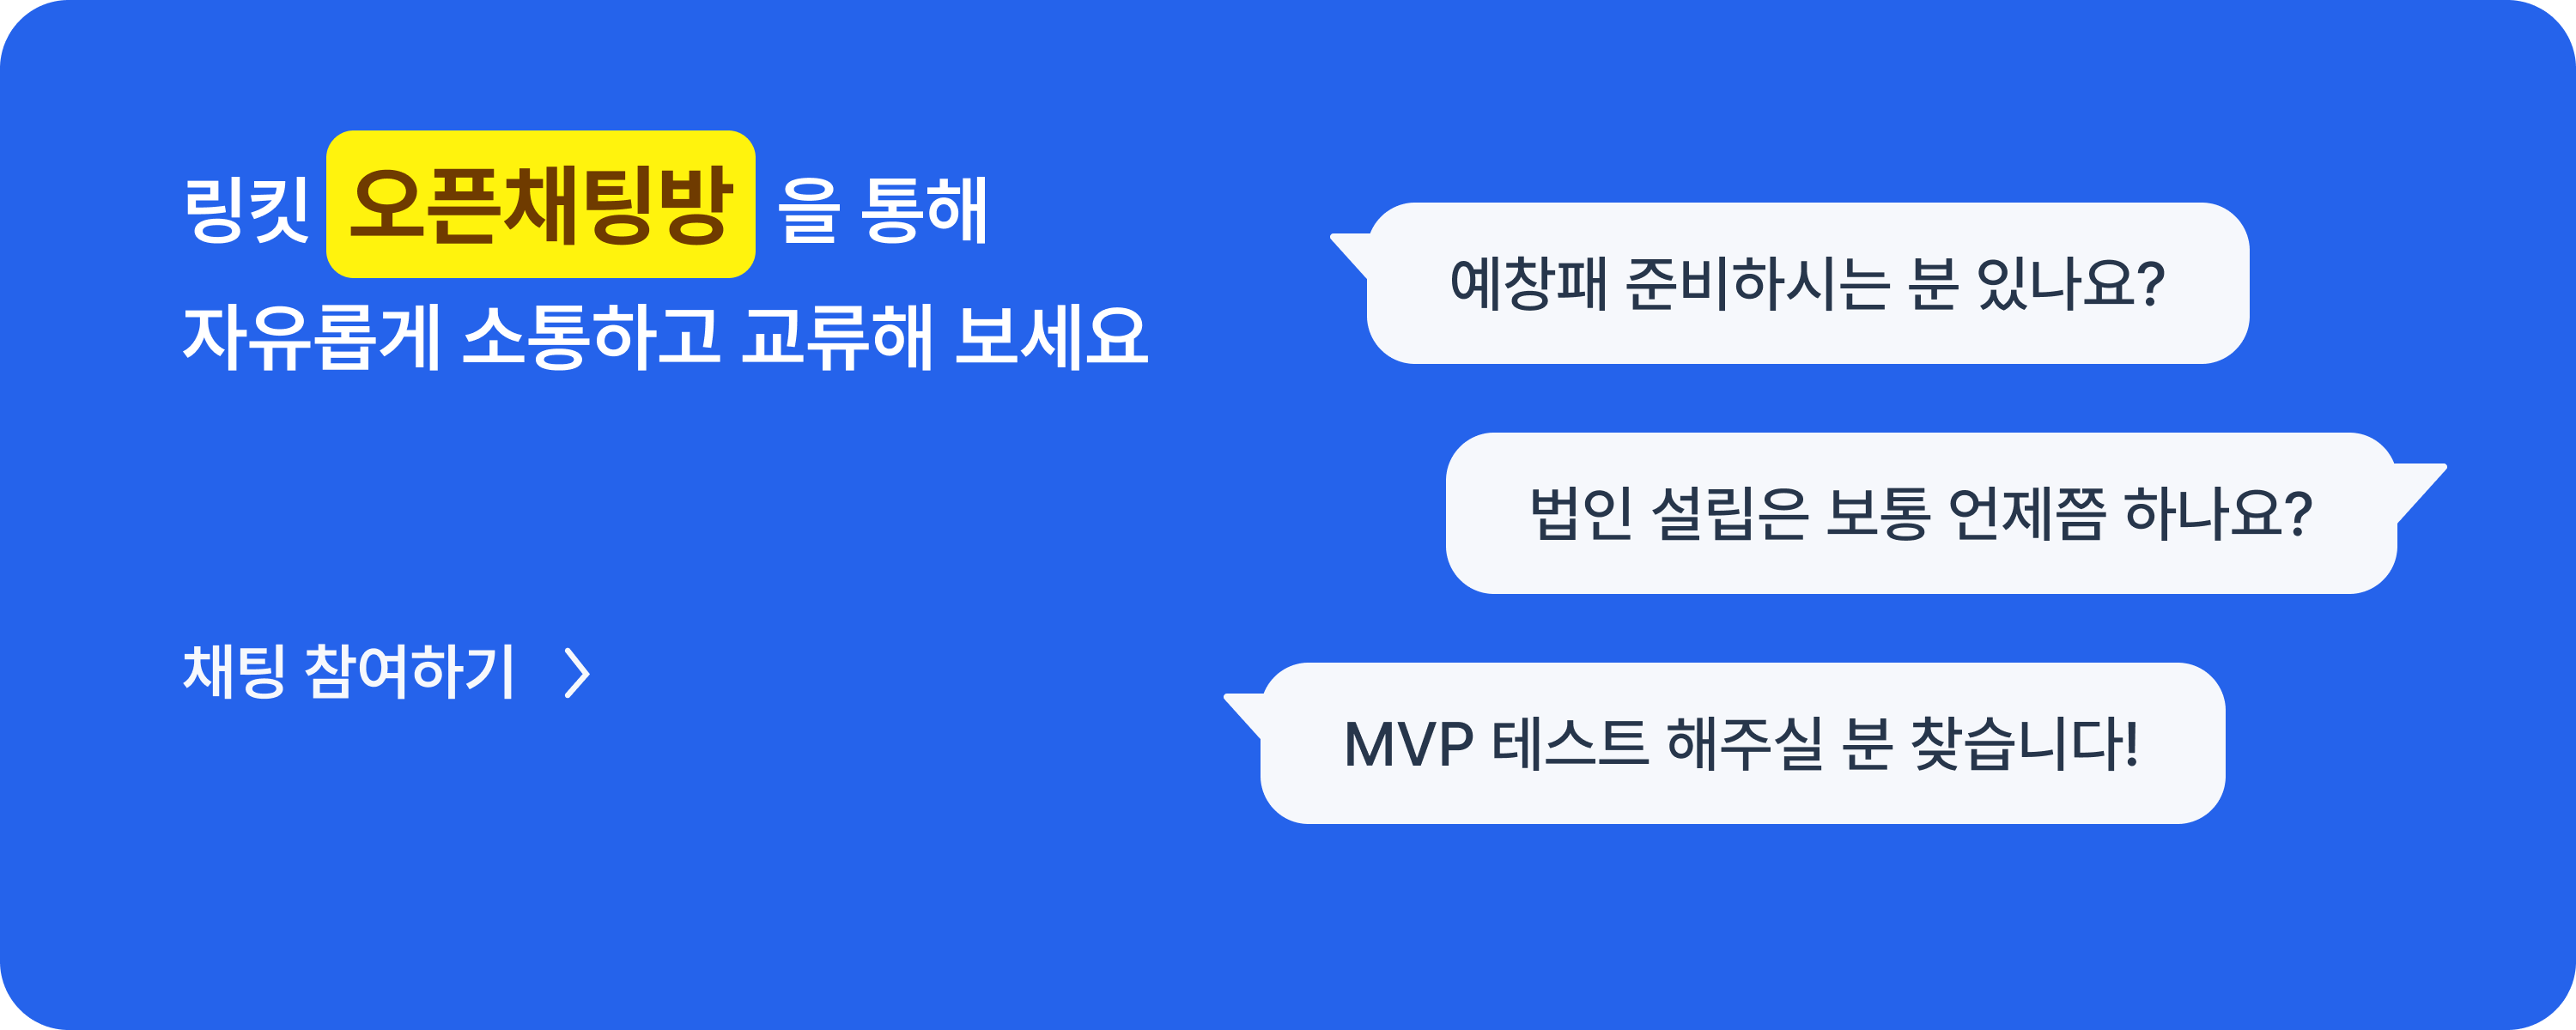 링킷 오픈채팅방 을 통해
자유롭게 소통하고 교류해 보세요
채팅 참여하기
예창패 준비하시는 분 있나요?
법인 설립은 보통 언제쯤 하나요?
MVP 테스트 해주실 분 찾습니다!